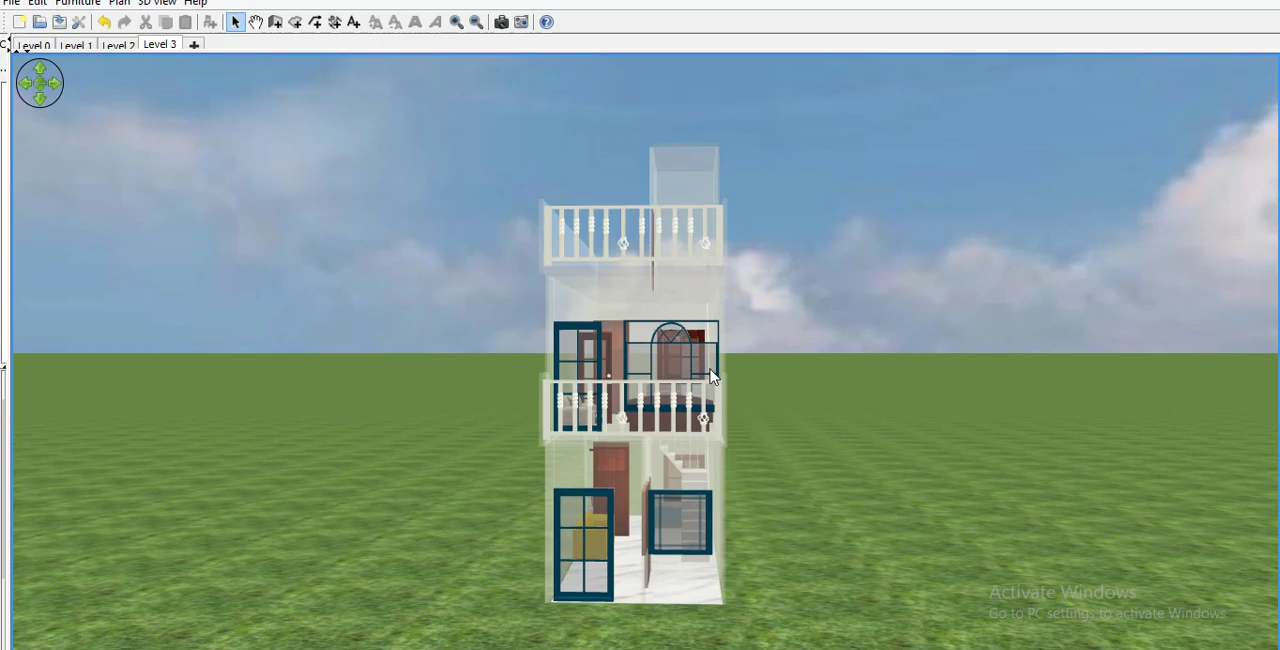 File Edit Furniture Plan 3D view Help
Level 0 Level 1 Level 2 Level 3
Activate Windows
Go to PC settings to activate Windows.